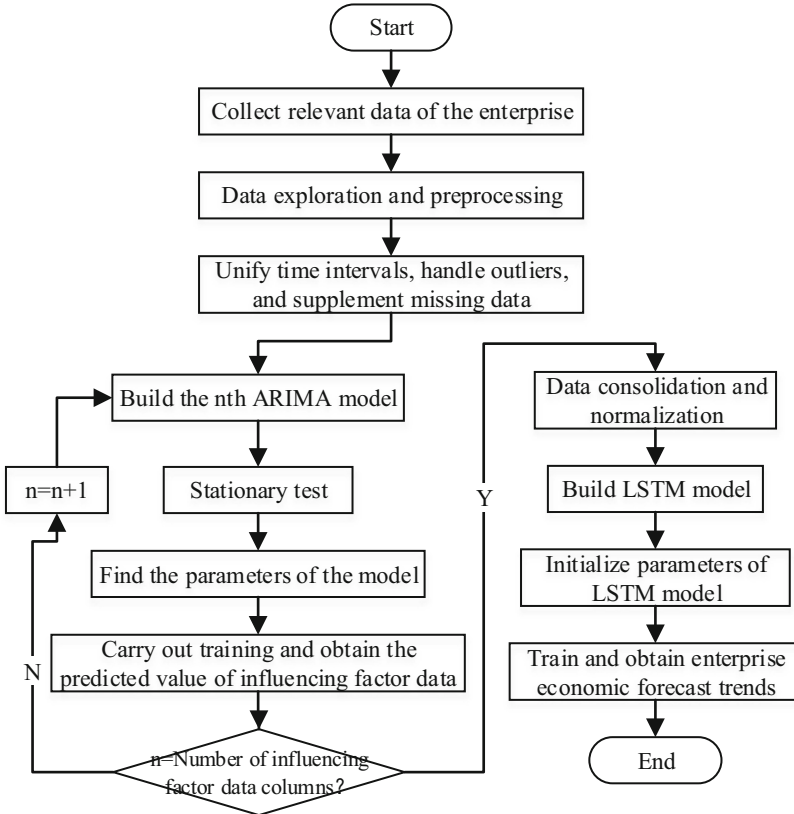 Start
Collect relevant data of the enterprise
Data exploration and preprocessing
Unify time intervals, handle outliers,
and supplement missing data
Build the nth ARIMA model
n=n+1
Stationary test
Find the parameters of the model
Carry out training and obtain the
predicted value of influencing factor data
N
n=Number of influencing
factor data columns?
Y
Data consolidation and
normalization
Build LSTM model
Initialize parameters of
LSTM model
Train and obtain enterprise
economic forecast trends
End